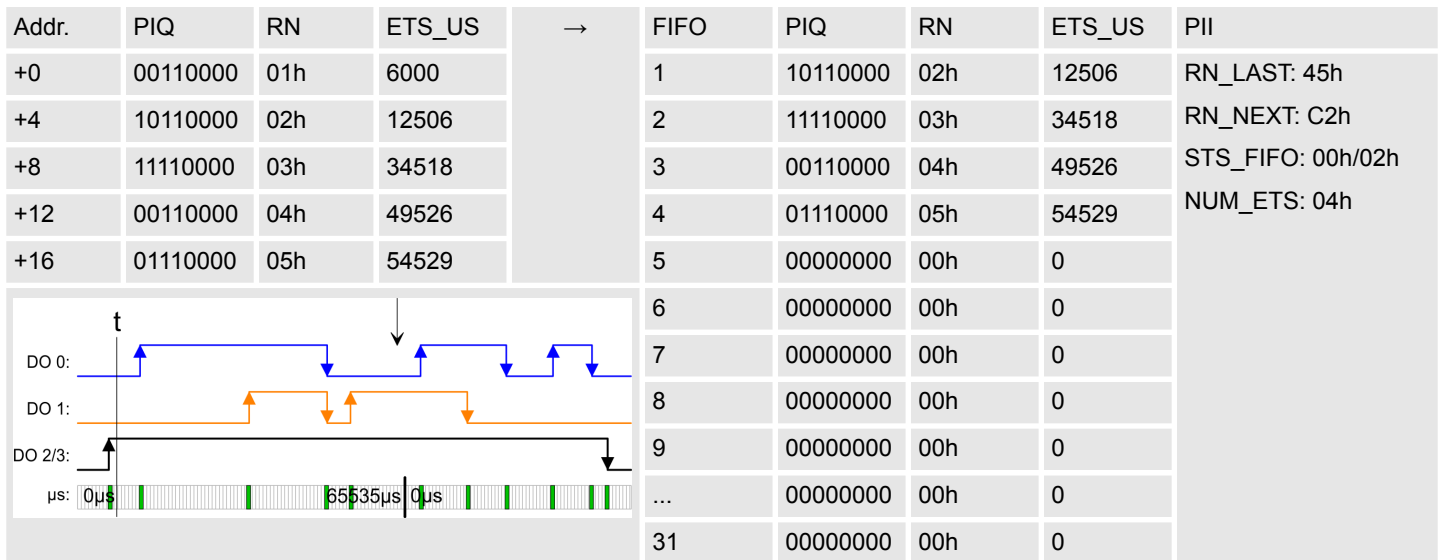 Addr. PIQ RN ETS_US → FIFO PIQ RN ETS_US PII
+0 00110000 01h 6000 1 10110000 02h 12506 RN_LAST: 45h
+4 10110000 02h 12506 2 11110000 03h 34518 RN_NEXT: C2h
+8 11110000 03h 34518 3 00110000 04h 49526 STS_FIFO: 00h/02h
+12 00110000 04h 49526 4 01110000 05h 54529 NUM_ETS: 04h
+16 01110000 05h 54529 5 00000000 00h 0
6 00000000 00h 0
7 00000000 00h 0
8 00000000 00h 0
9 00000000 00h 0
... 00000000 00h 0
31 00000000 00h 0
t
DO 0:
DO 1:
DO 2/3:
µs: 0µs 65535µs 0µs